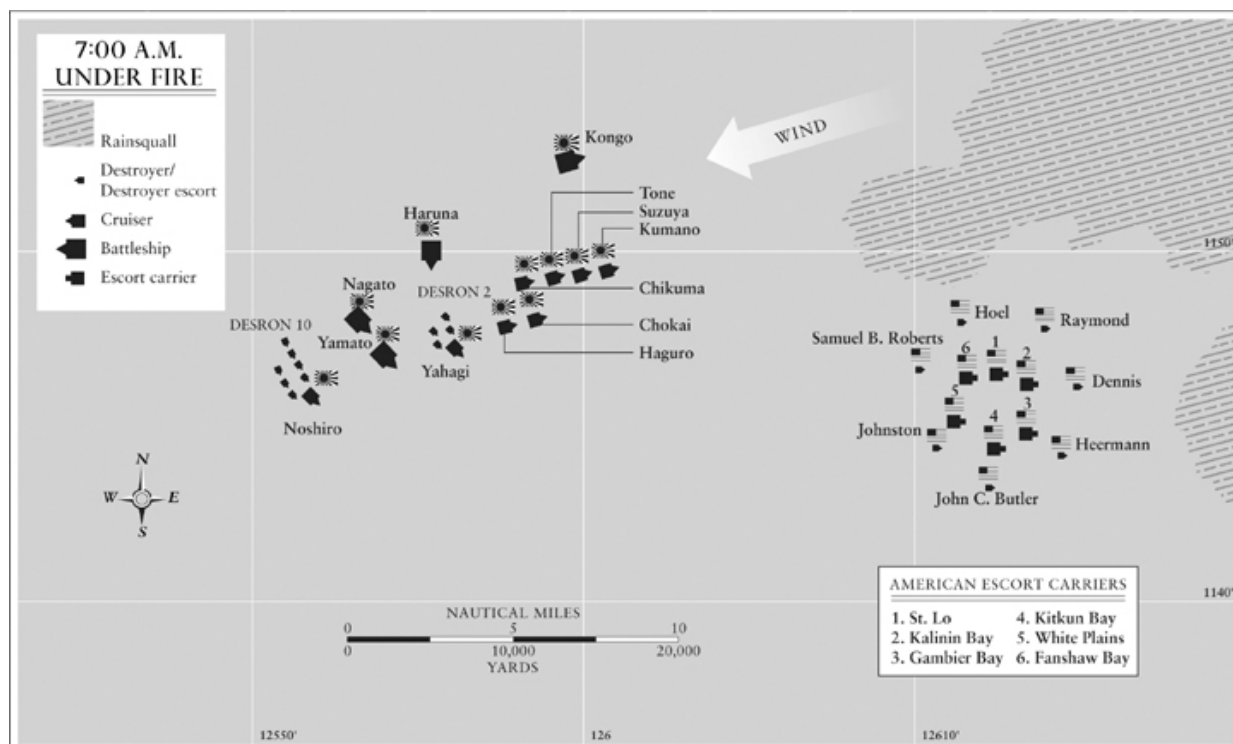 7:00 A.M.
UNDER FIRE
Rainsquall
Destroyer/
Destroyer escort
Cruiser
Battleship
Escort carrier
WIND
Kongo
Tone
Suzuya
Kumano
Haruna
1150'
Nagato
DESRON 2
Chikuma
DESRON 10
Yamato
Chokai
Yahagi
Haguro
Noshiro
Hoel
Raymond
Samuel B. Roberts
6
1
2
Dennis
5
3
4
Johnston
Heermann
John C. Butler
N
W
E
S
AMERICAN ESCORT CARRIERS
1. St. Lo
2. Kalinin Bay
3. Gambier Bay
4. Kitkun Bay
5. White Plains
6. Fanshaw Bay
1140'
NAUTICAL MILES
0 5 10
0 10,000 20,000
YARDS
12550'
126
12610'